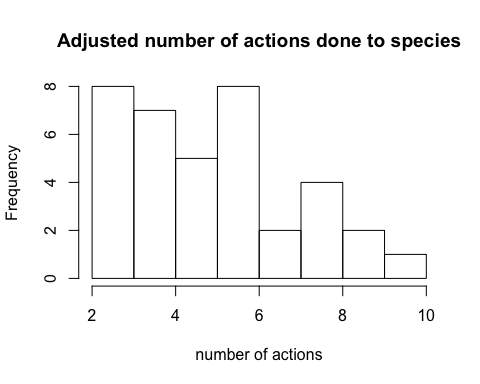 Adjusted number of actions done to species
Frequency
8
6
4
2
0
2 4 6 8 10
number of actions